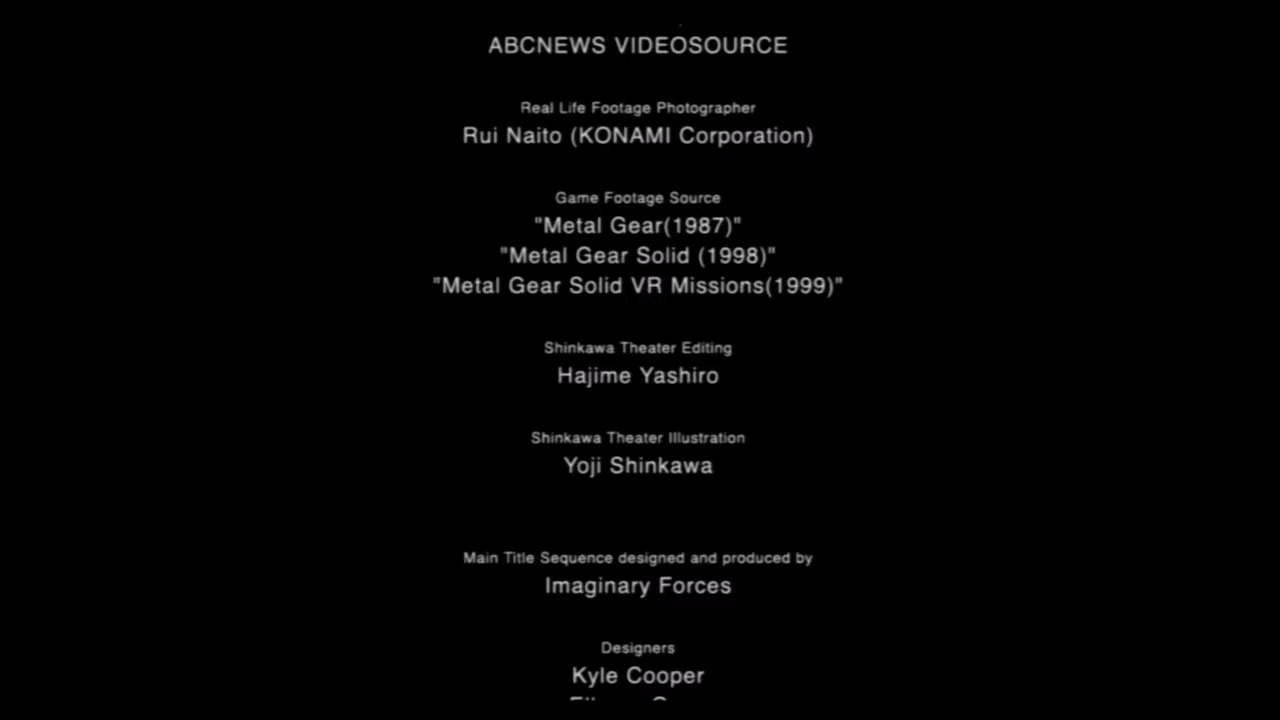 ABCNEWS VIDEOSOURCE
Real Life Footage Photographer
Rui Naito (KONAMI Corporation)
Game Footage Source
"Metal Gear(1987)"
"Metal Gear Solid (1998)"
"Metal Gear Solid VR Missions(1999)"
Shinkawa Theater Editing
Hajime Yashiro
Shinkawa Theater Illustration
Yoji Shinkawa
Main Title Sequence designed and produced by
Imaginary Forces
Designers
Kyle Cooper